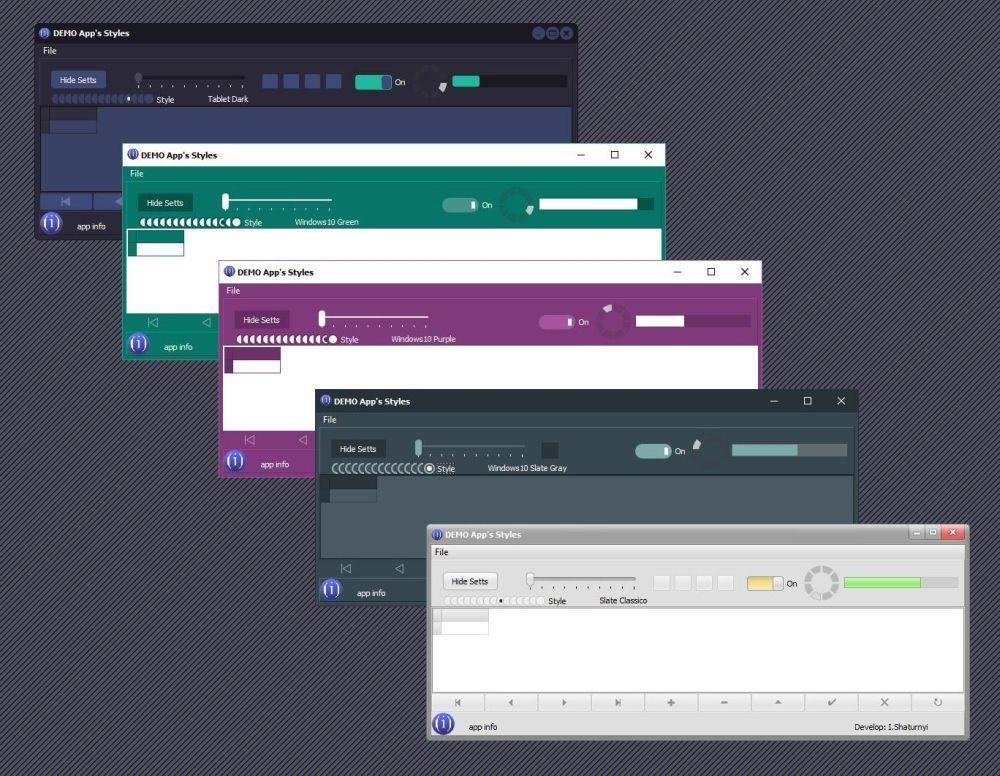 DEMO App's Styles
File
Hide Setts
On
Style Tablet Dark
app info
DEMO App's Styles
File
Hide Setts
On
Style Windows10 Green
app info
DEMO App's Styles
File
Hide Setts
On
Style Windows10 Purple
app info
DEMO App's Styles
File
Hide Setts
On
Style Windows10 Slate Gray
app info
DEMO App's Styles
File
Hide Setts
On
Style Slate Classico
app info
Develop: I.Shaturnyi